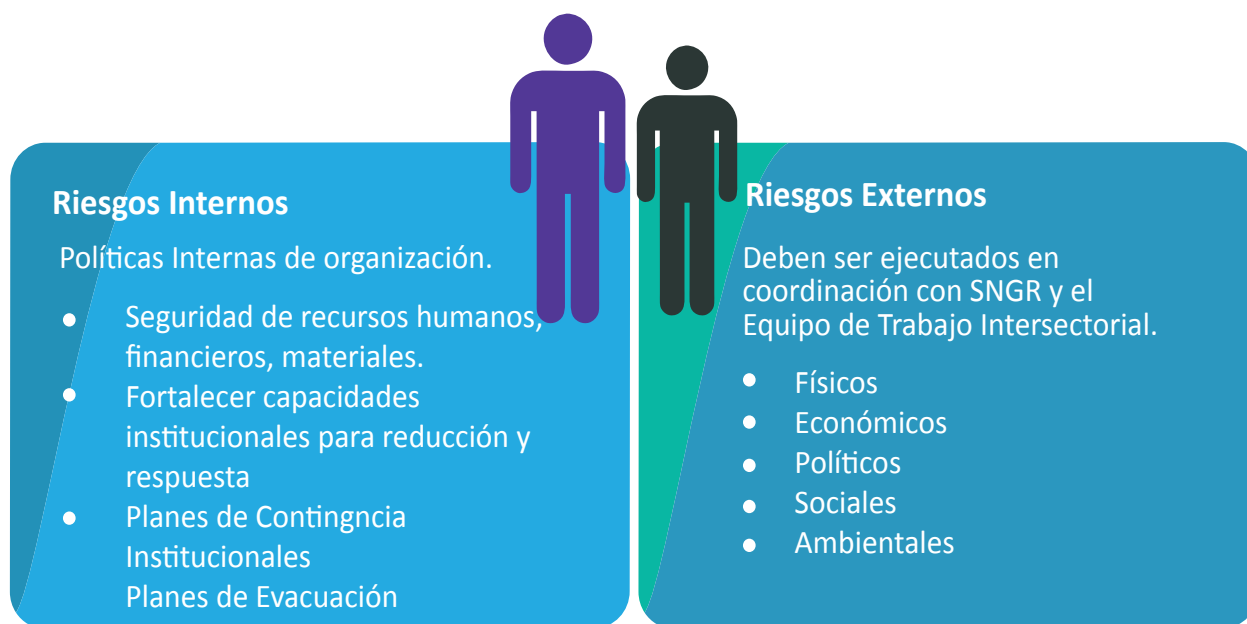 Riesgos Internos
Políticas Internas de organización.
● Seguridad de recursos humanos,
financieros, materiales.
● Fortalecer capacidades
institucionales para reducción y
respuesta
● Planes de Contingncia
Institucionales
Planes de Evacuación
Riesgos Externos
Deben ser ejecutados en
coordinación con SNGR y el
Equipo de Trabajo Intersectorial.
● Físicos
● Económicos
● Políticos
● Sociales
● Ambientales